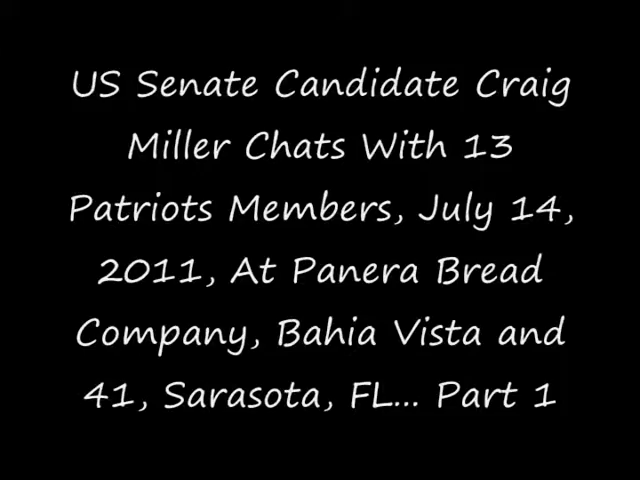 US Senate Candidate Craig
Miller Chats With 13
Patriots Members, July 14,
2011, At Panera Bread
Company, Bahia Vista and
41, Sarasota, FL... Part 1